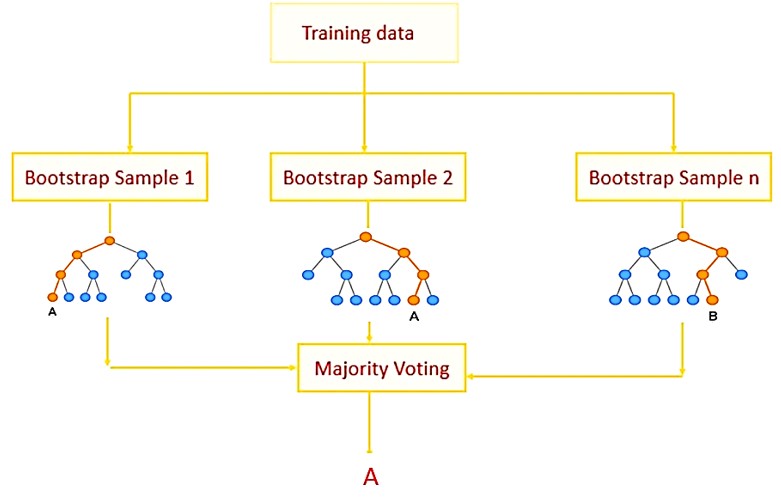 Training data
Bootstrap Sample 1
Bootstrap Sample 2
Bootstrap Sample n
A
A
B
Majority Voting
A